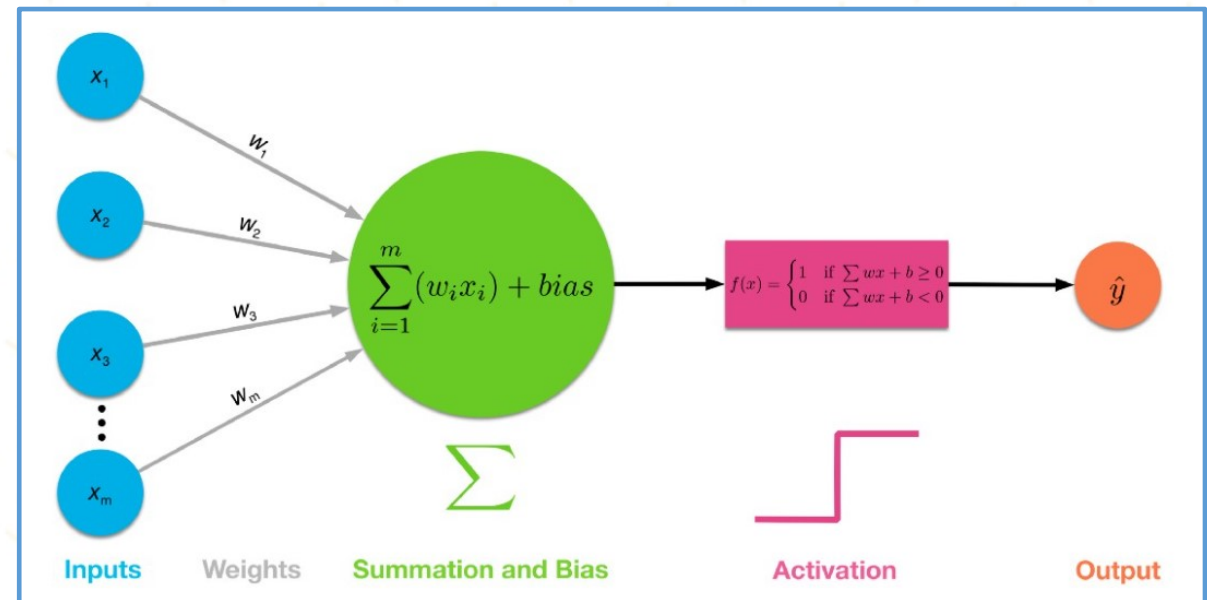 x₁
x₂
x₃
xₘ
w₁
w₂
w₃
wₘ
m
∑(wᵢxᵢ) + bias
i=1
f(x) = {1 if ∑ wx + b ≥ 0
0 if ∑ wx + b < 0
ŷ
∑
Inputs Weights Summation and Bias Activation Output